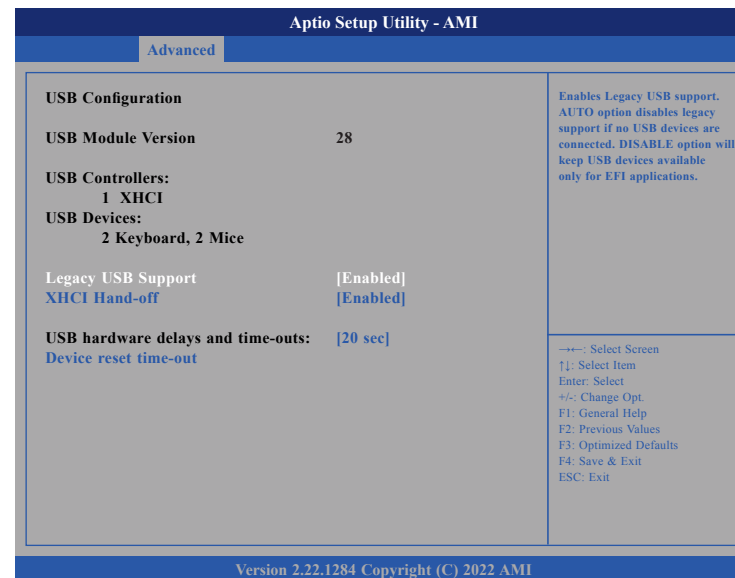 Aptio Setup Utility - AMI
Advanced
USB Configuration
USB Module Version 28
USB Controllers:
1 XHCI
USB Devices:
2 Keyboard, 2 Mice
Legacy USB Support [Enabled]
XHCI Hand-off [Enabled]
USB hardware delays and time-outs: [20 sec]
Device reset time-out
Enables Legacy USB support.
AUTO option disables legacy
support if no USB devices are
connected. DISABLE option will
keep USB devices available
only for EFI applications.
→←: Select Screen
↑↓: Select Item
Enter: Select
+/-: Change Opt.
F1: General Help
F2: Previous Values
F3: Optimized Defaults
F4: Save & Exit
ESC: Exit
Version 2.22.1284 Copyright (C) 2022 AMI